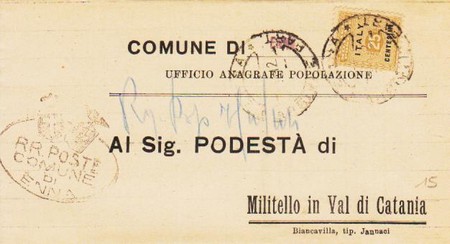 COMUNE DI
UFFICIO ANAGRAFE POPOLAZIONE
ITALY
25
CENTESIMI
RR. POSTE
COMUNE
DI
ENNA
Al Sig. PODESTÀ di
15
Militello in Val di Catania
Biancavilla, tip. Jannaci